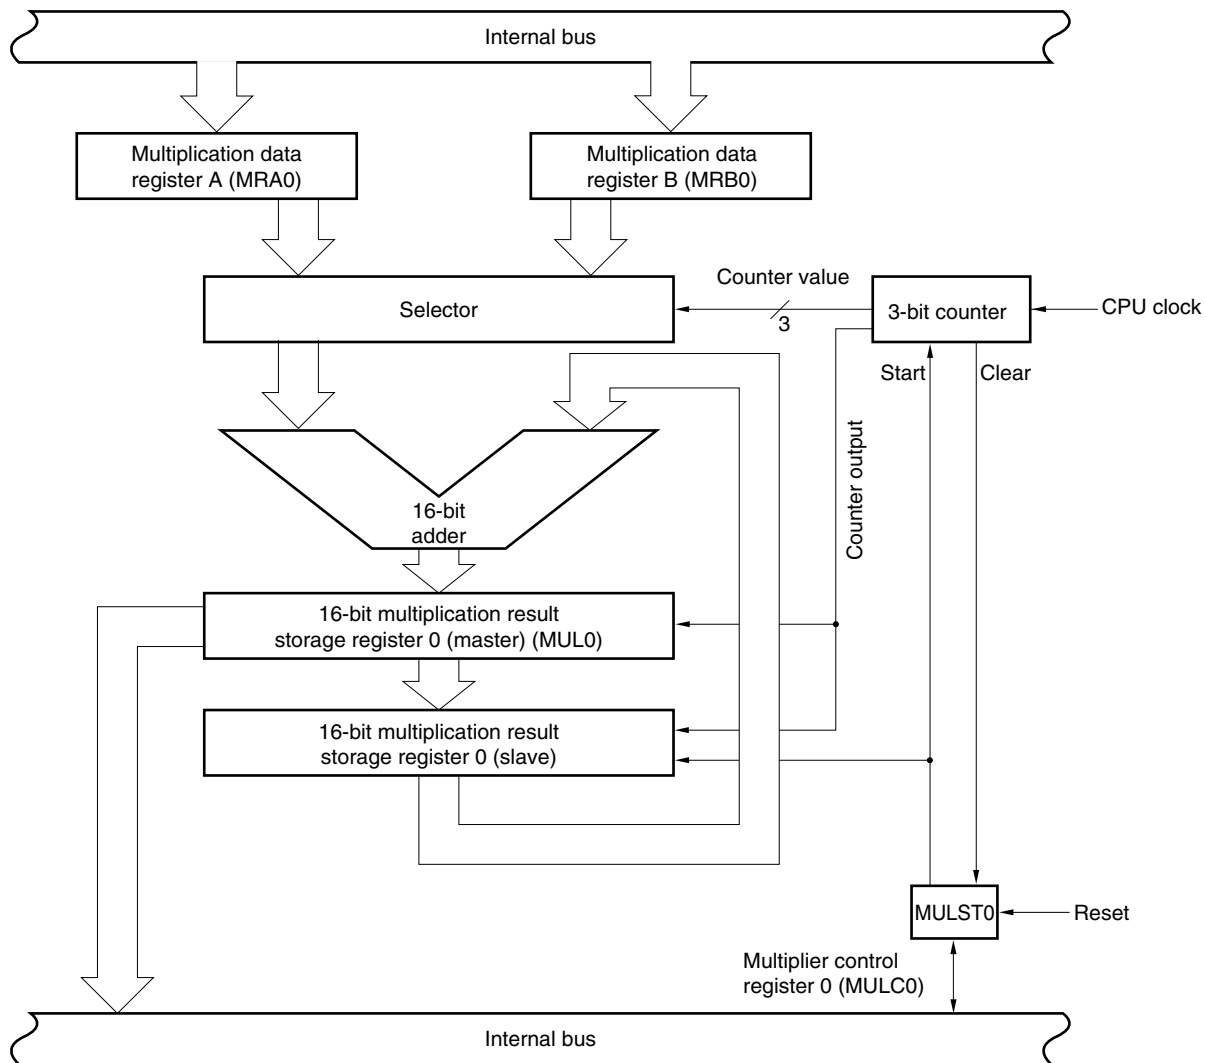 Internal bus
Multiplication data
register A (MRA0)
Multiplication data
register B (MRB0)
Counter value
3
Selector
3-bit counter
CPU clock
Start
Clear
Counter output
16-bit
adder
16-bit multiplication result
storage register 0 (master) (MUL0)
16-bit multiplication result
storage register 0 (slave)
MULST0
Reset
Multiplier control
register 0 (MULC0)
Internal bus